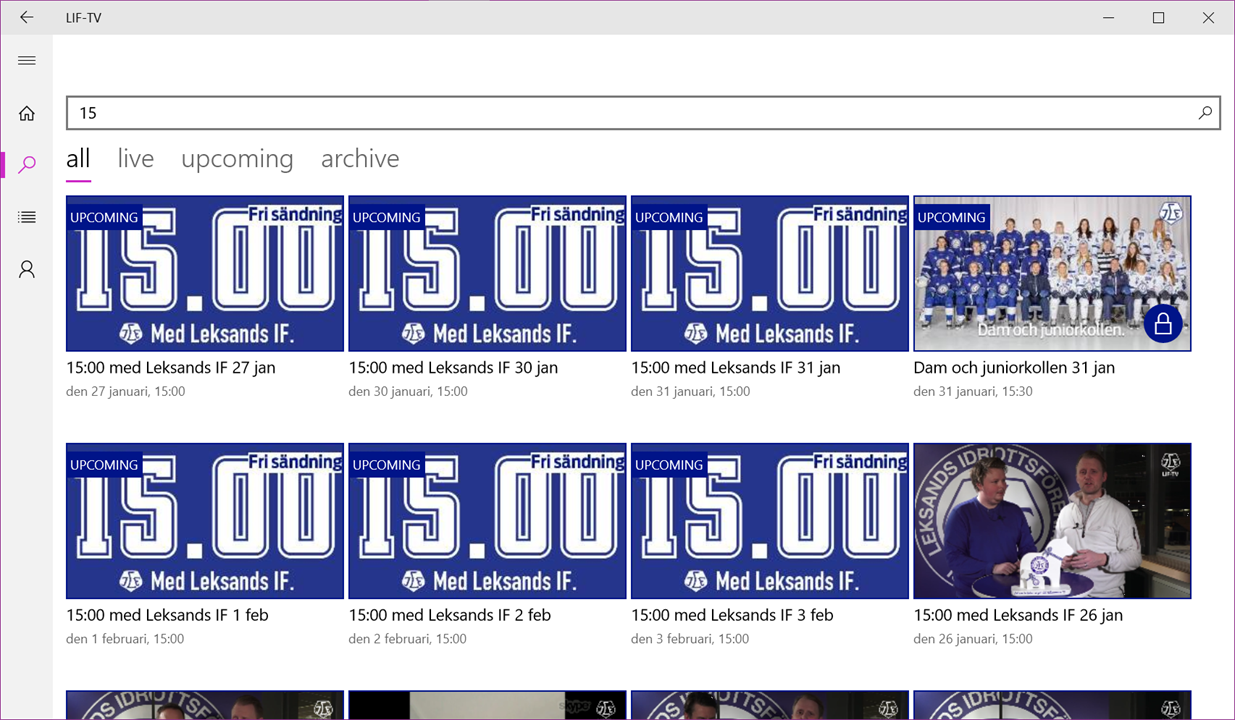 LIF-TV
15
all live upcoming archive
UPCOMING
Fri sändning
15.00
Med Leksands IF.
UPCOMING
Fri sändning
15.00
Med Leksands IF.
UPCOMING
Fri sändning
15.00
Med Leksands IF.
UPCOMING
Dam och juniorkollen.
15:00 med Leksands IF 27 jan
den 27 januari, 15:00
15:00 med Leksands IF 30 jan
den 30 januari, 15:00
15:00 med Leksands IF 31 jan
den 31 januari, 15:00
Dam och juniorkollen 31 jan
den 31 januari, 15:30
UPCOMING
Fri sändning
15.00
Med Leksands IF.
UPCOMING
Fri sändning
15.00
Med Leksands IF.
UPCOMING
Fri sändning
15.00
Med Leksands IF.
LEKSANDS IDROTTSFÖREN
LIF-TV
15:00 med Leksands IF 1 feb
den 1 februari, 15:00
15:00 med Leksands IF 2 feb
den 2 februari, 15:00
15:00 med Leksands IF 3 feb
den 3 februari, 15:00
15:00 med Leksands IF 26 jan
den 26 januari, 15:00
DS IDROTTSF
skype
DS IDROTTSF
DS IDROTTSF